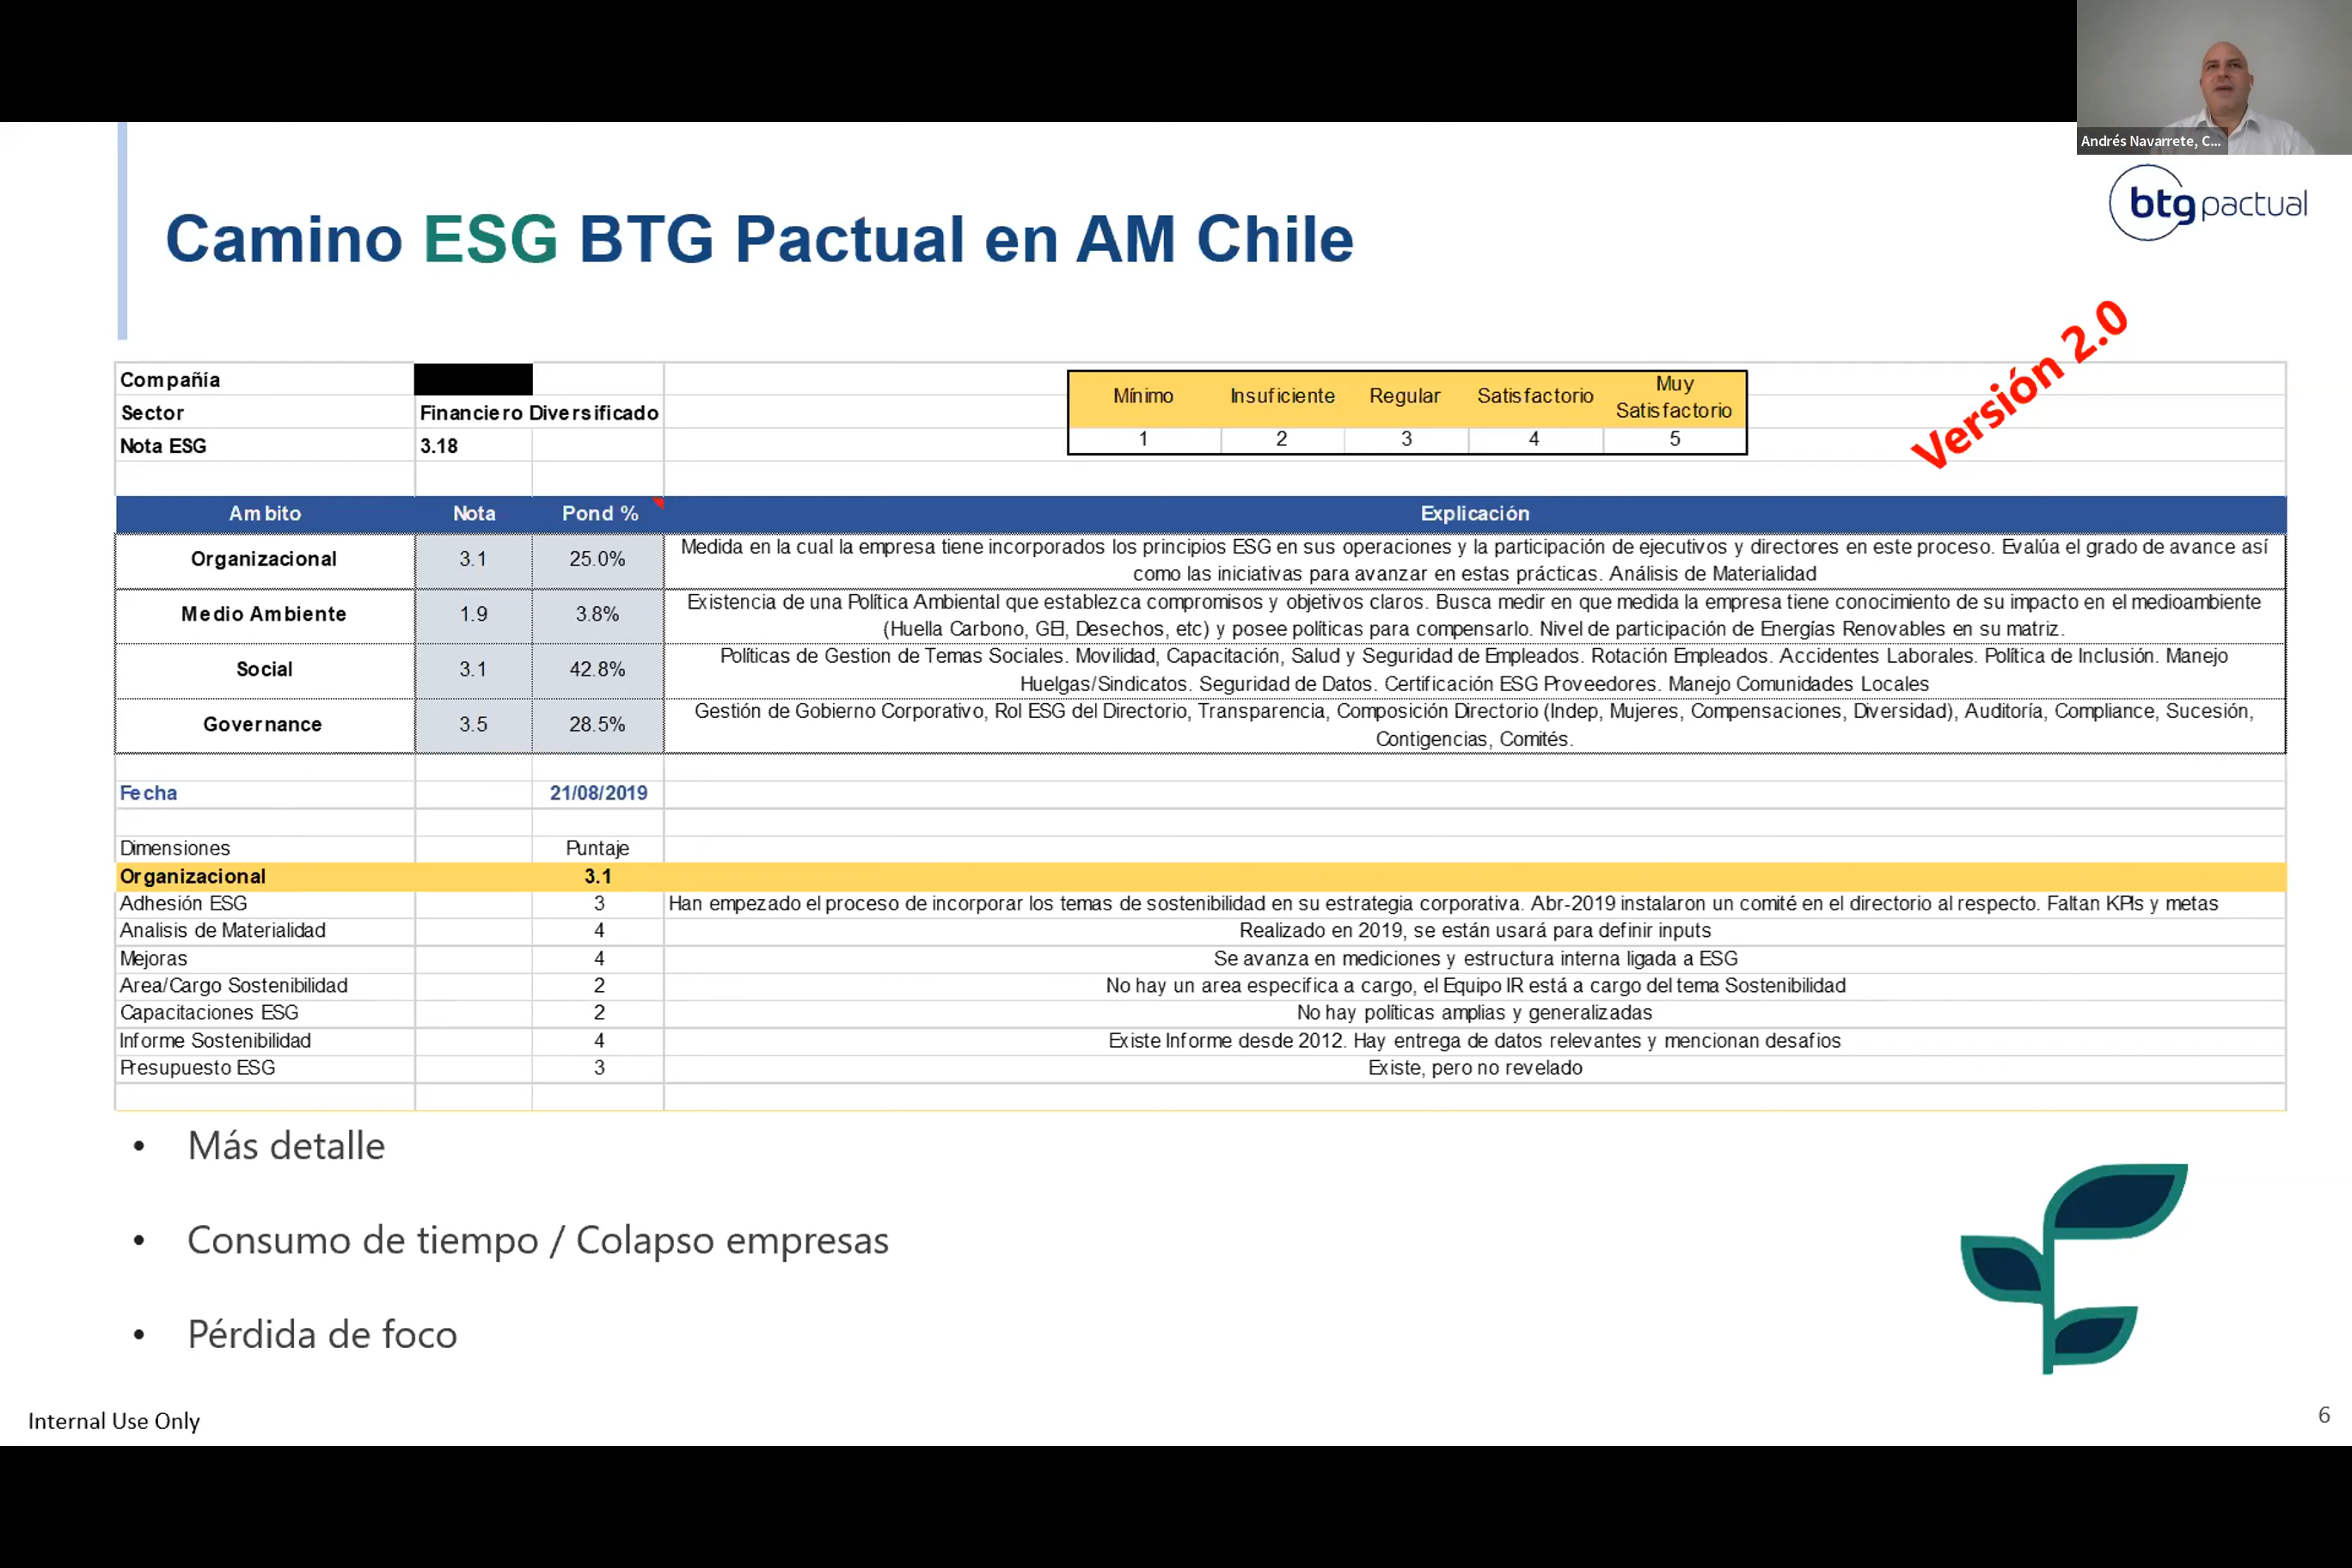 Andrés Navarrete, C...
btg pactual
Camino ESG BTG Pactual en AM Chile
Versión 2.0
Compañía
Sector Financiero Diversificado
Nota ESG 3.18
Mínimo Insuficiente Regular Satisfactorio Muy Satisfactorio
1 2 3 4 5
Ambito Nota Pond % Explicación
Organizacional 3.1 25.0% Medida en la cual la empresa tiene incorporados los principios ESG en sus operaciones y la participación de ejecutivos y directores en este proceso. Evalúa el grado de avance así
como las iniciativas para avanzar en estas prácticas. Análisis de Materialidad
Medio Ambiente 1.9 3.8% Existencia de una Política Ambiental que establezca compromisos y objetivos claros. Busca medir en que medida la empresa tiene conocimiento de su impacto en el medioambiente
(Huella Carbono, GEI, Desechos, etc) y posee políticas para compensarlo. Nivel de participación de Energías Renovables en su matriz.
Social 3.1 42.8% Políticas de Gestion de Temas Sociales. Movilidad, Capacitación, Salud y Seguridad de Empleados. Rotación Empleados. Accidentes Laborales. Política de Inclusión. Manejo
Huelgas/Sindicatos. Seguridad de Datos. Certificación ESG Proveedores. Manejo Comunidades Locales
Governance 3.5 28.5% Gestión de Gobierno Corporativo, Rol ESG del Directorio, Transparencia, Composición Directorio (Indep, Mujeres, Compensaciones, Diversidad), Auditoría, Compliance, Sucesión,
Contigencias, Comités.
Fecha 21/08/2019
Dimensiones Puntaje
Organizacional 3.1
Adhesión ESG 3 Han empezado el proceso de incorporar los temas de sostenibilidad en su estrategia corporativa. Abr-2019 instalaron un comité en el directorio al respecto. Faltan KPIs y metas
Analisis de Materialidad 4 Realizado en 2019, se están usará para definir inputs
Mejoras 4 Se avanza en mediciones y estructura interna ligada a ESG
Area/Cargo Sostenibilidad 2 No hay un area especifica a cargo, el Equipo IR está a cargo del tema Sostenibilidad
Capacitaciones ESG 2 No hay políticas amplias y generalizadas
Informe Sostenibilidad 4 Existe Informe desde 2012. Hay entrega de datos relevantes y mencionan desafios
Presupuesto ESG 3 Existe, pero no revelado
• Más detalle
• Consumo de tiempo / Colapso empresas
• Pérdida de foco
Internal Use Only
6